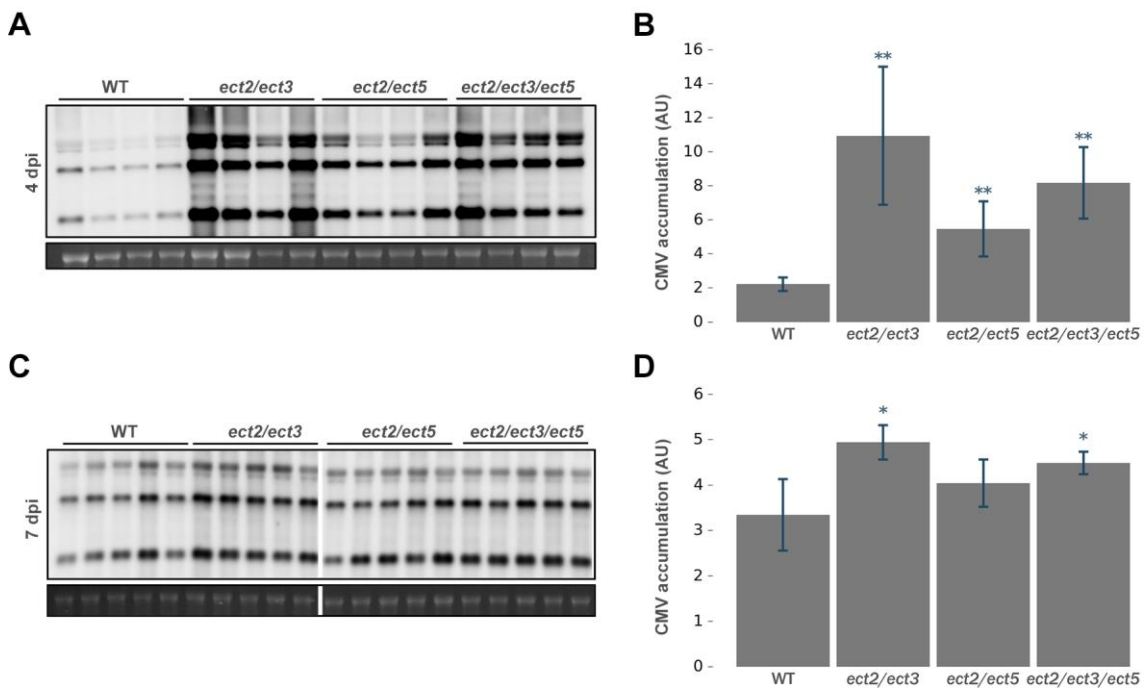 A
WT ect2/ect3 ect2/ect5 ect2/ect3/ect5
4 dpi
B
CMV accumulation (AU)
16
14
12
10
8
6
4
2
0
**
**
**
WT ect2/ect3 ect2/ect5 ect2/ect3/ect5
C
WT ect2/ect3 ect2/ect5 ect2/ect3/ect5
7 dpi
D
CMV accumulation (AU)
6
5
4
3
2
1
0
*
*
WT ect2/ect3 ect2/ect5 ect2/ect3/ect5